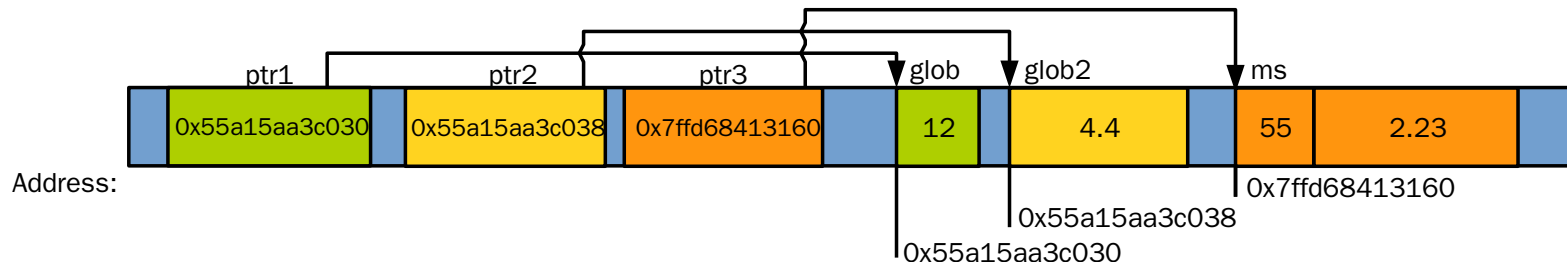 ptr1 ptr2 ptr3 glob glob2 ms
0x55a15aa3c030 0x55a15aa3c038 0x7ffd68413160 12 4.4 55 2.23
Address:
0x7ffd68413160
0x55a15aa3c038
0x55a15aa3c030